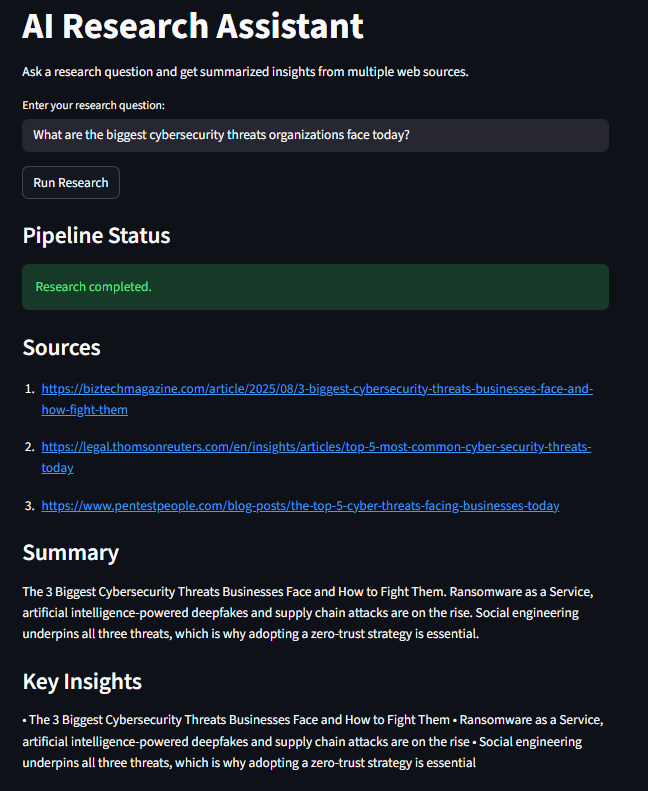 AI Research Assistant
Ask a research question and get summarized insights from multiple web sources.
Enter your research question:
What are the biggest cybersecurity threats organizations face today?
Run Research
Pipeline Status
Research completed.
Sources
1. https://biztechmagazine.com/article/2025/08/3-biggest-cybersecurity-threats-businesses-face-and-
how-fight-them
2. https://legal.thomsonreuters.com/en/insights/articles/top-5-most-common-cyber-security-threats-
today
3. https://www.pentestpeople.com/blog-posts/the-top-5-cyber-threats-facing-businesses-today
Summary
The 3 Biggest Cybersecurity Threats Businesses Face and How to Fight Them. Ransomware as a Service,
artificial intelligence-powered deepfakes and supply chain attacks are on the rise. Social engineering
underpins all three threats, which is why adopting a zero-trust strategy is essential.
Key Insights
• The 3 Biggest Cybersecurity Threats Businesses Face and How to Fight Them • Ransomware as a Service,
artificial intelligence-powered deepfakes and supply chain attacks are on the rise • Social engineering
underpins all three threats, which is why adopting a zero-trust strategy is essential